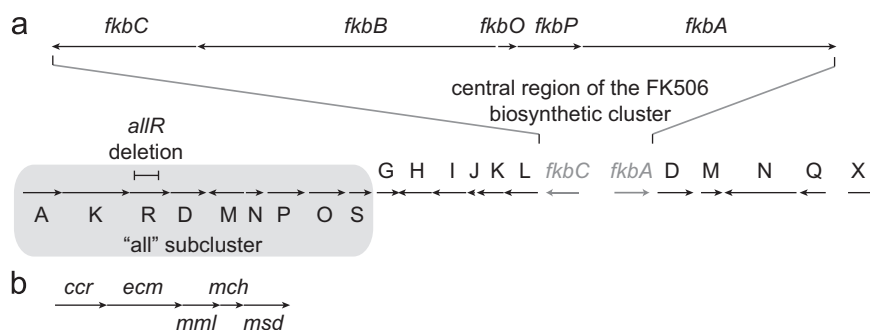 a
fkbC fkbB fkbO fkbP fkbA
central region of the FK506
biosynthetic cluster
allR
deletion
G H I J K L fkbC fkbA D M N Q X
A K R D M N P O S
“all” subcluster
b
ccr ecm mch
mml msd